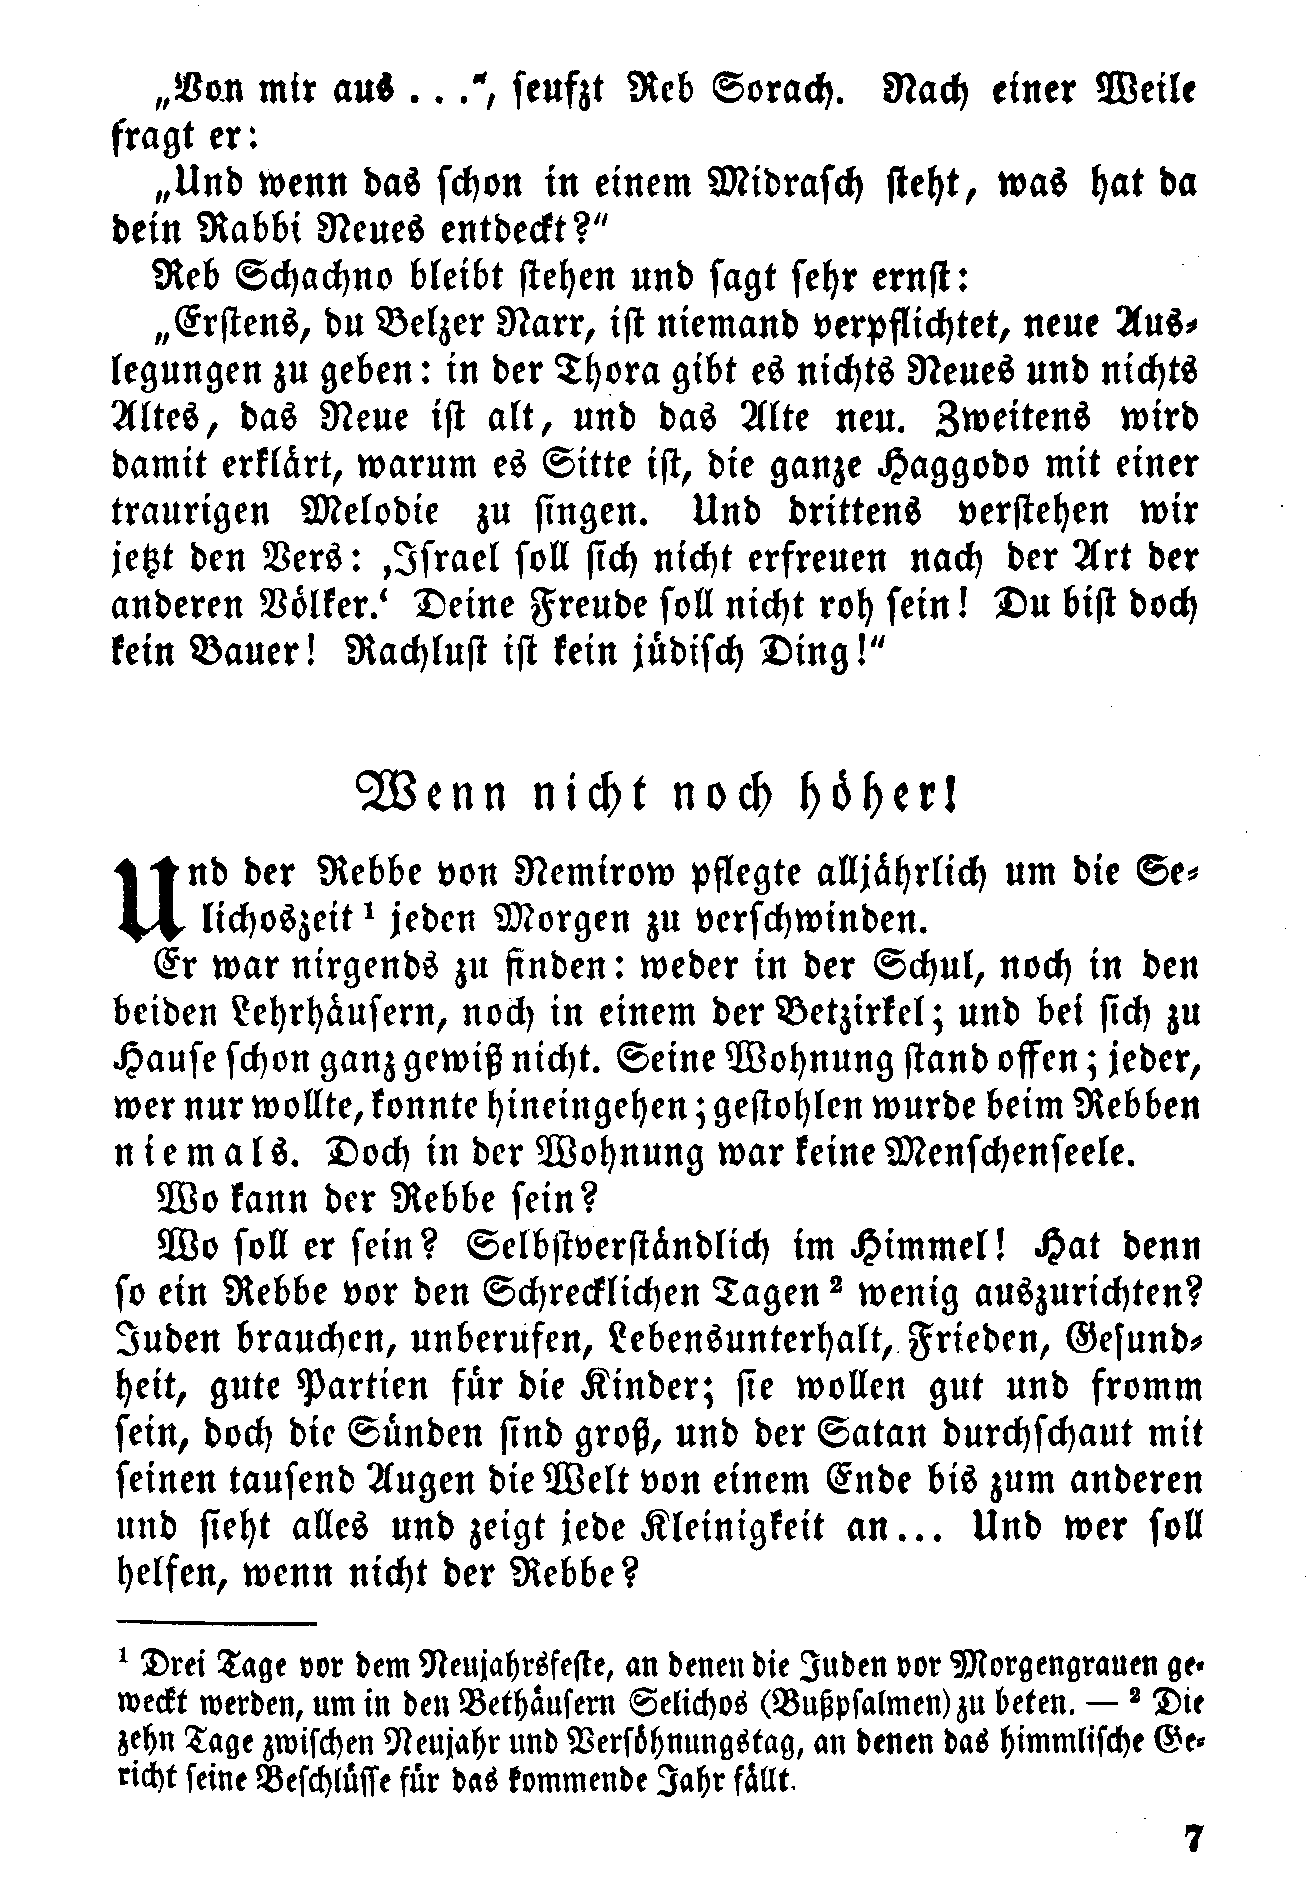 „Von mir aus . . .“, seufzt Reb Sorach. Nach einer Weile
fragt er:
„Und wenn das schon in einem Midrasch steht, was hat da
dein Rabbi Neues entdeckt?“
Reb Schachno bleibt stehen und sagt sehr ernst:
„Erstens, du Belzer Narr, ist niemand verpflichtet, neue Aus-
legungen zu geben: in der Thora gibt es nichts Neues und nichts
Altes, das Neue ist alt, und das Alte neu. Zweitens wird
damit erklärt, warum es Sitte ist, die ganze Haggodo mit einer
traurigen Melodie zu singen. Und drittens verstehen wir
jetzt den Vers: ‚Israel soll sich nicht erfreuen nach der Art der
anderen Völker.‘ Deine Freude soll nicht roh sein! Du bist doch
kein Bauer! Rachlust ist kein jüdisch Ding!“
Wenn nicht noch höher!
Und der Rebbe von Nemirow pflegte alljährlich um die Se-
lichoszeit¹ jeden Morgen zu verschwinden.
Er war nirgends zu finden: weder in der Schul, noch in den
beiden Lehrhäusern, noch in einem der Betzirkel; und bei sich zu
Hause schon ganz gewiß nicht. Seine Wohnung stand offen; jeder,
wer nur wollte, konnte hineingehen; gestohlen wurde beim Rebben
niemals. Doch in der Wohnung war keine Menschenseele.
Wo kann der Rebbe sein?
Wo soll er sein? Selbstverständlich im Himmel! Hat denn
so ein Rebbe vor den Schrecklichen Tagen² wenig auszurichten?
Juden brauchen, unberufen, Lebensunterhalt, Frieden, Gesund-
heit, gute Partien für die Kinder; sie wollen gut und fromm
sein, doch die Sünden sind groß, und der Satan durchschaut mit
seinen tausend Augen die Welt von einem Ende bis zum anderen
und sieht alles und zeigt jede Kleinigkeit an... Und wer soll
helfen, wenn nicht der Rebbe?
¹ Drei Tage vor dem Neujahrsfeste, an denen die Juden vor Morgengrauen ge-
weckt werden, um in den Bethäusern Selichos (Bußpsalmen) zu beten. — ² Die
zehn Tage zwischen Neujahr und Versöhnungstag, an denen das himmlische Ge-
richt seine Beschlüsse für das kommende Jahr fällt.
7